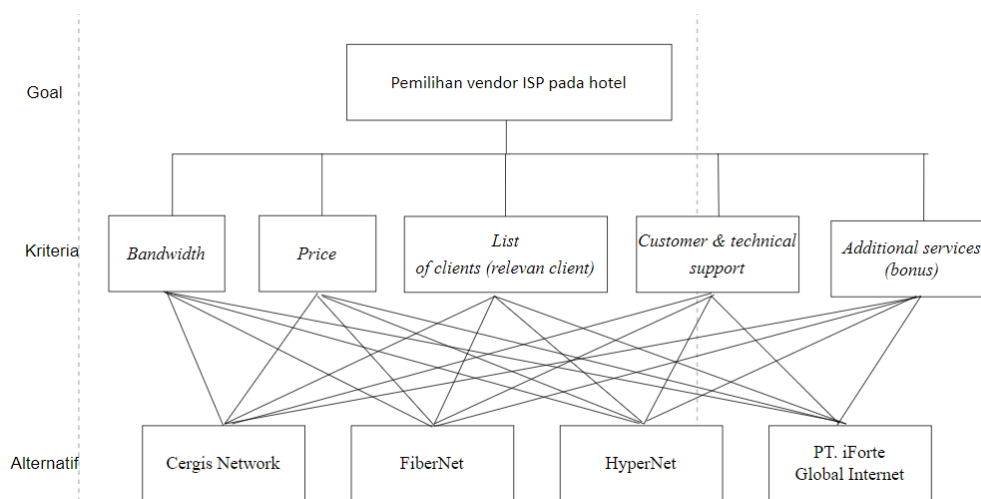 Goal
Pemilihan vendor ISP pada hotel
Kriteria
Bandwidth
Price
List
of clients (relevan client)
Customer & technical
support
Additional services
(bonus)
Alternatif
Cergis Network
FiberNet
HyperNet
PT. iForte
Global Internet